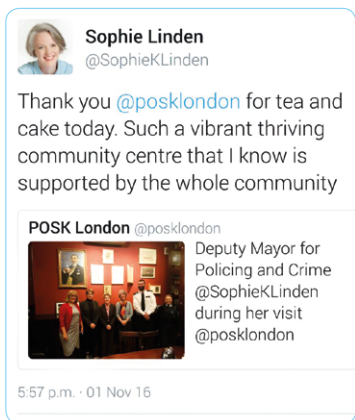 Sophie Linden
@SophieKLinden
Thank you @posklondon for tea and
cake today. Such a vibrant thriving
community centre that I know is
supported by the whole community
POSK London @posklondon
Deputy Mayor for
Policing and Crime
@SophieKLinden
during her visit
@posklondon
5:57 p.m. · 01 Nov 16